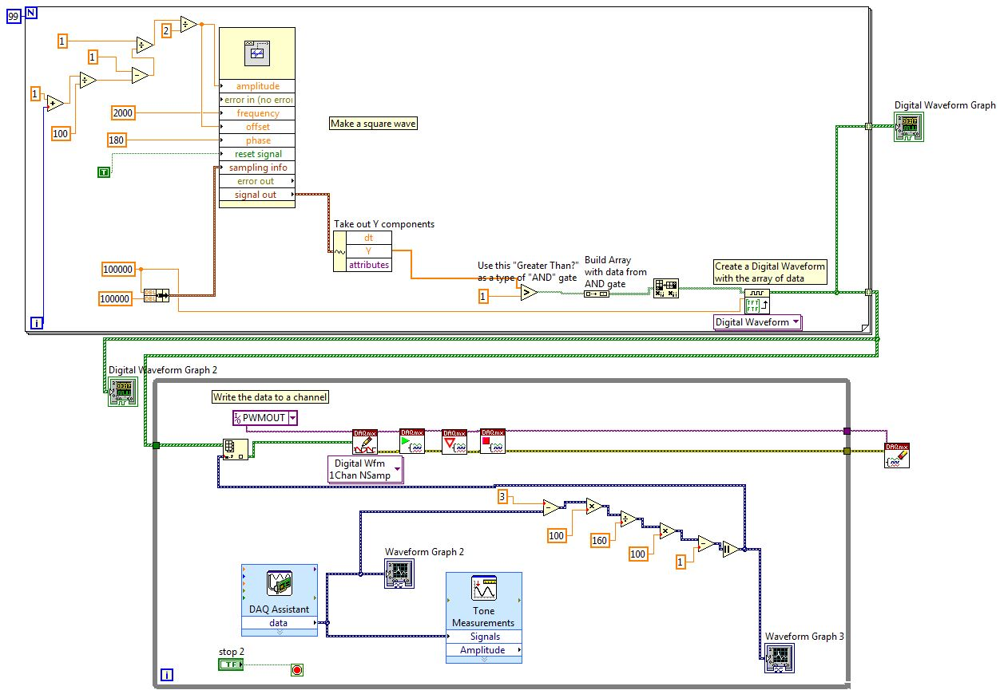 99
N
1
2
1
1
100
2000
180
T
amplitude
error in (no error
frequency
offset
phase
reset signal
sampling info
error out
signal out
Make a square wave
Digital Waveform Graph
Take out Y components
dt
Y
attributes
100000
100000
DBL
DBL
Use this "Greater Than?"
as a type of "AND" gate
1
Build Array
with data from
AND gate
Create a Digital Waveform
with the array of data
Digital Waveform
i
Digital Waveform Graph 2
Write the data to a channel
I/O PWMOUT
DAQmx
DAQmx
DAQmx
DAQmx
DAQmx
Digital Wfm
1Chan NSamp
3
100
160
100
1
Waveform Graph 2
DAQ Assistant
data
Tone
Measurements
Signals
Amplitude
Waveform Graph 3
stop 2
TF
i